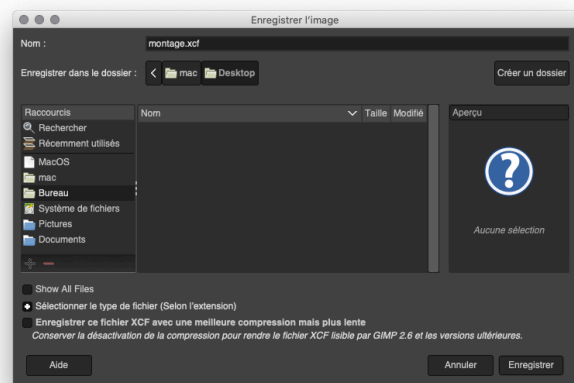 Enregistrer l'image
Nom :
montage.xcf
Enregistrer dans le dossier :
mac
Desktop
Créer un dossier
Raccourcis
Rechercher
Récemment utilisés
MacOS
mac
Bureau
Système de fichiers
Pictures
Documents
Nom
Taille
Modifié
Aperçu
Aucune sélection
Show All Files
Sélectionner le type de fichier (Selon l'extension)
Enregistrer ce fichier XCF avec une meilleure compression mais plus lente
Conserver la désactivation de la compression pour rendre le fichier XCF lisible par GIMP 2.6 et les versions ultérieures.
Aide
Annuler
Enregistrer